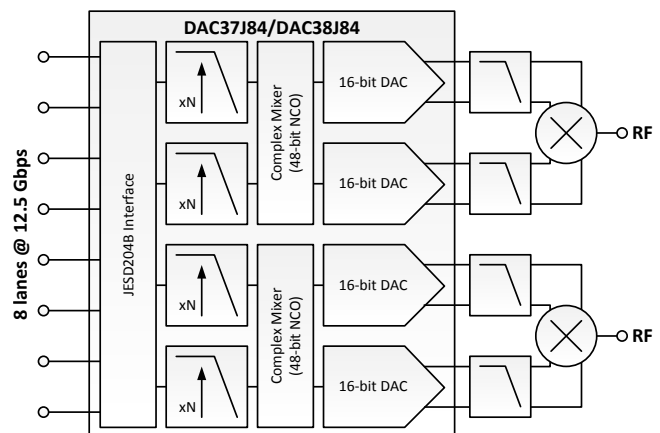 DAC37J84/DAC38J84
8 lanes @ 12.5 Gbps
JESD204B Interface
xN
xN
Complex Mixer
(48-bit NCO)
16-bit DAC
16-bit DAC
RF
xN
xN
Complex Mixer
(48-bit NCO)
16-bit DAC
16-bit DAC
RF